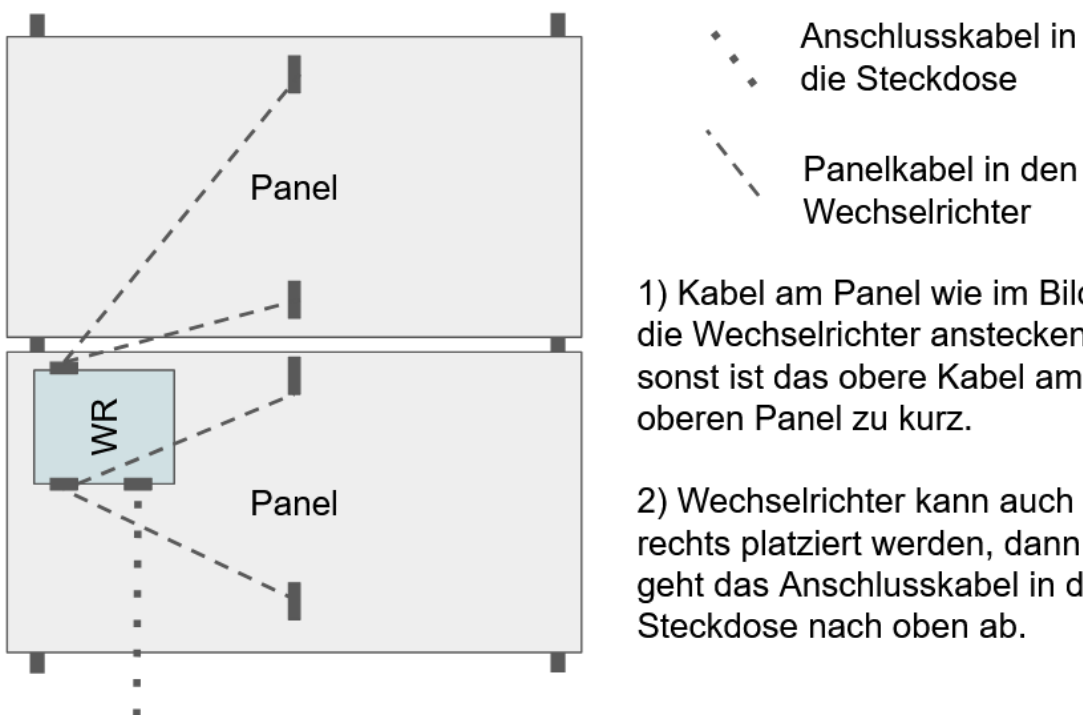 Panel
WR
Panel
Anschlusskabel in
die Steckdose
Panelkabel in den
Wechselrichter
1) Kabel am Panel wie im
die Wechselrichter anstecken
sonst ist das obere Kabel am
oberen Panel zu kurz.
2) Wechselrichter kann auch
rechts platziert werden, dann
geht das Anschlusskabel in
Steckdose nach oben ab.